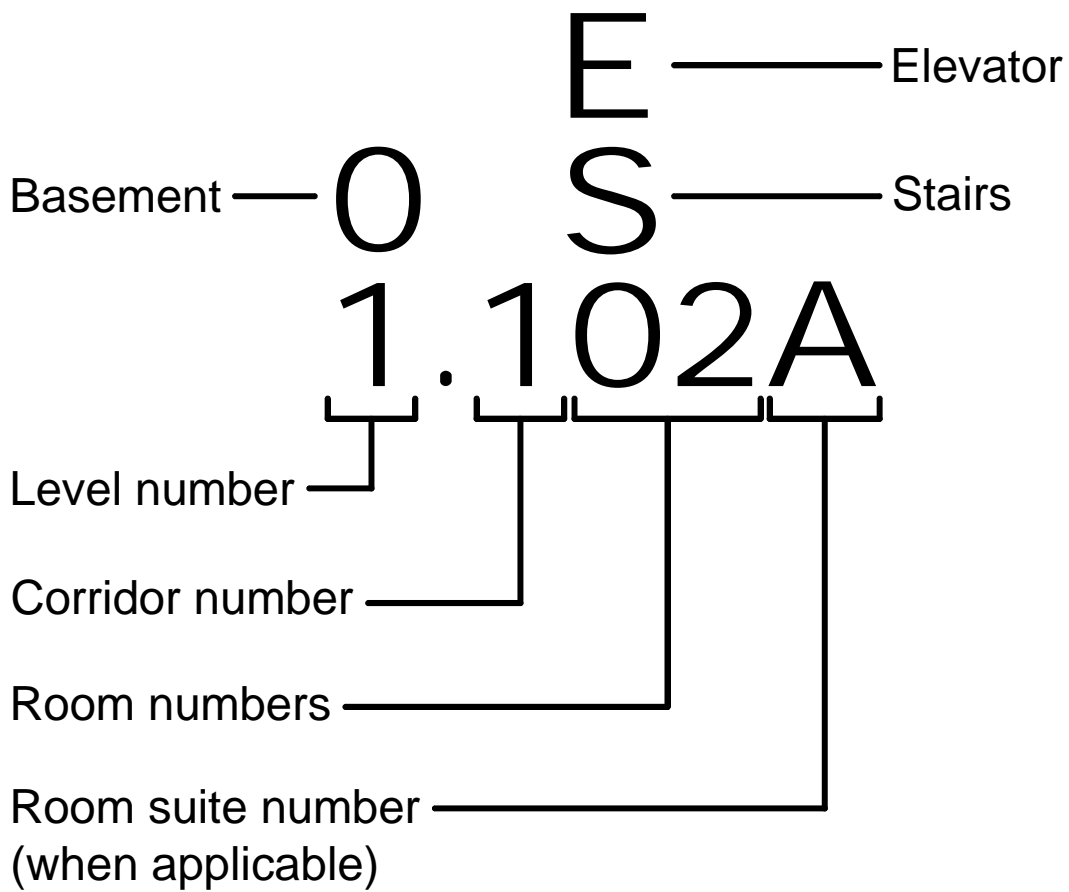 E Elevator
Basement 0 S Stairs
1.102A
Level number
Corridor number
Room numbers
Room suite number
(when applicable)